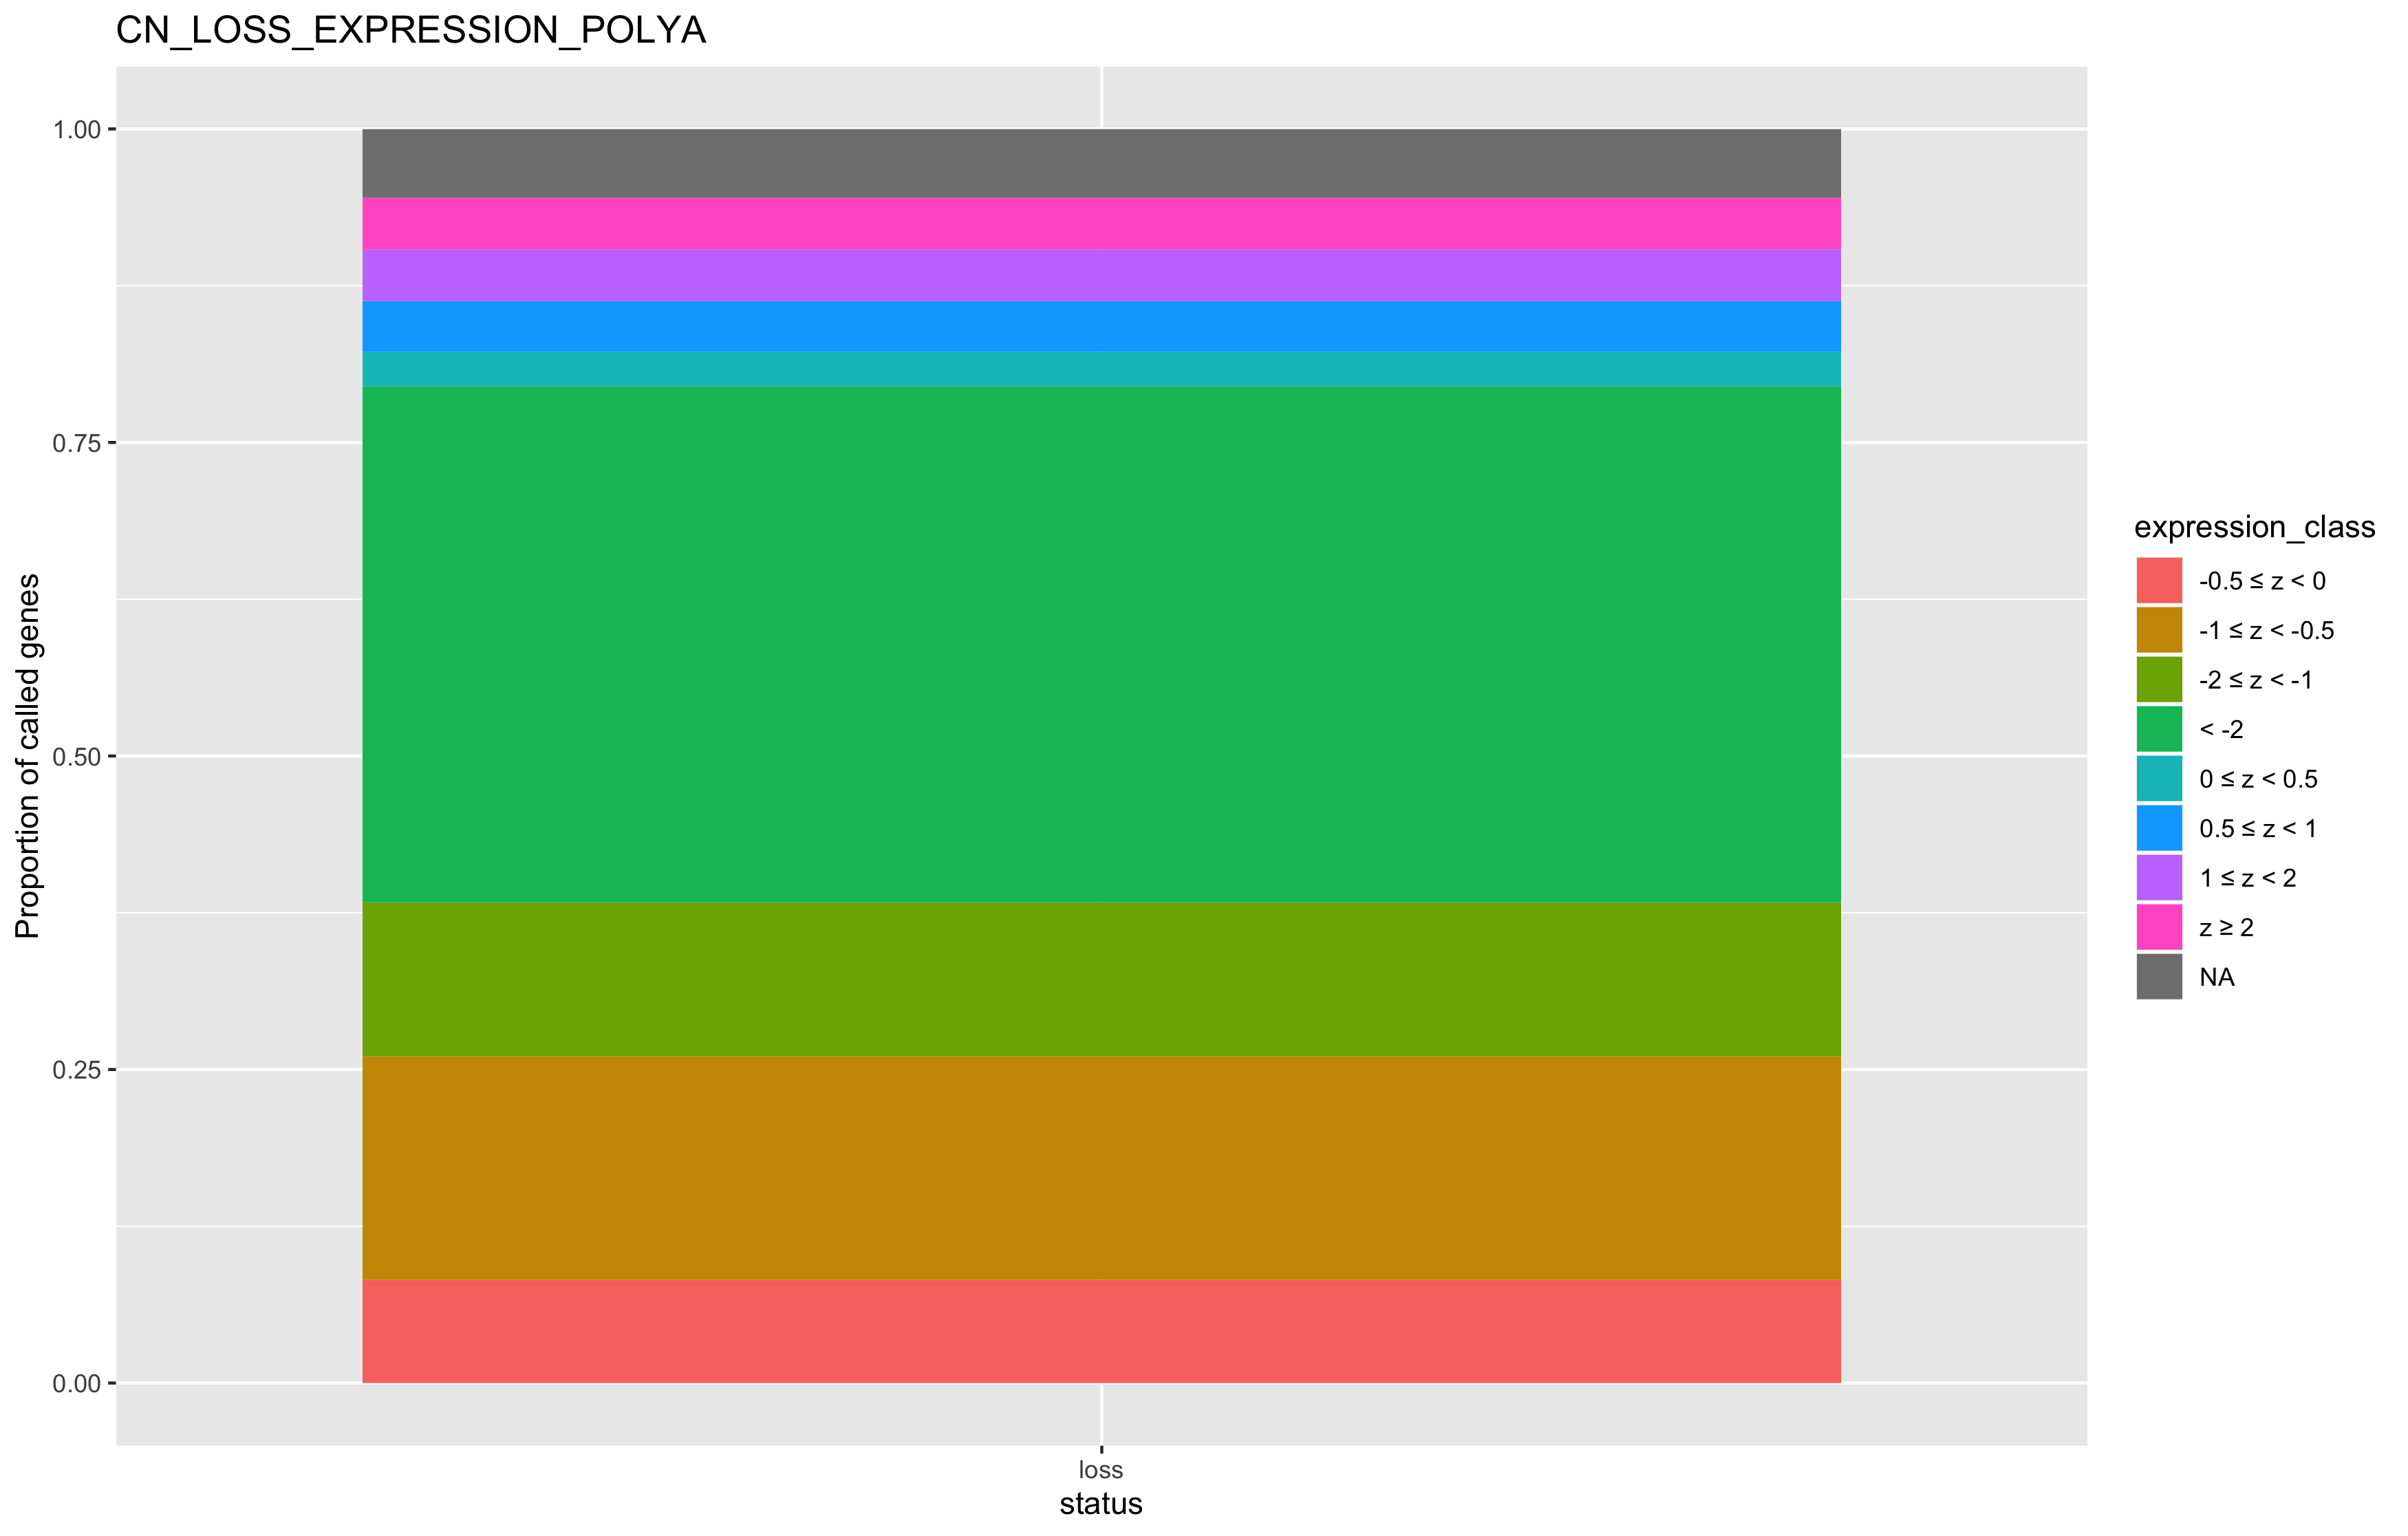 CN_LOSS_EXPRESSION_POLYA
Proportion of called genes
1.00
0.75
0.50
0.25
0.00
loss
status
expression_class
-0.5 ≤ z < 0
-1 ≤ z < -0.5
-2 ≤ z < -1
< -2
0 ≤ z < 0.5
0.5 ≤ z < 1
1 ≤ z < 2
z ≥ 2
NA